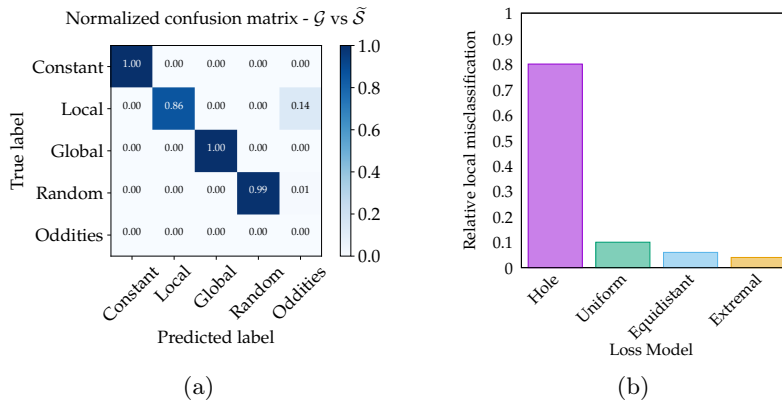 Normalized confusion matrix - 𝒢 vs 𝒮̃
True label
Constant 1.00 0.00 0.00 0.00 0.00
Local 0.00 0.86 0.00 0.00 0.14
Global 0.00 0.00 1.00 0.00 0.00
Random 0.00 0.00 0.00 0.99 0.01
Oddities 0.00 0.00 0.00 0.00 0.00
Constant Local Global Random Oddities
Predicted label
1.0
0.8
0.6
0.4
0.2
0.0
(a)
Relative local misclassification
1
0.9
0.8
0.7
0.6
0.5
0.4
0.3
0.2
0.1
0
Hole Uniform Equidistant Extremal
Loss Model
(b)